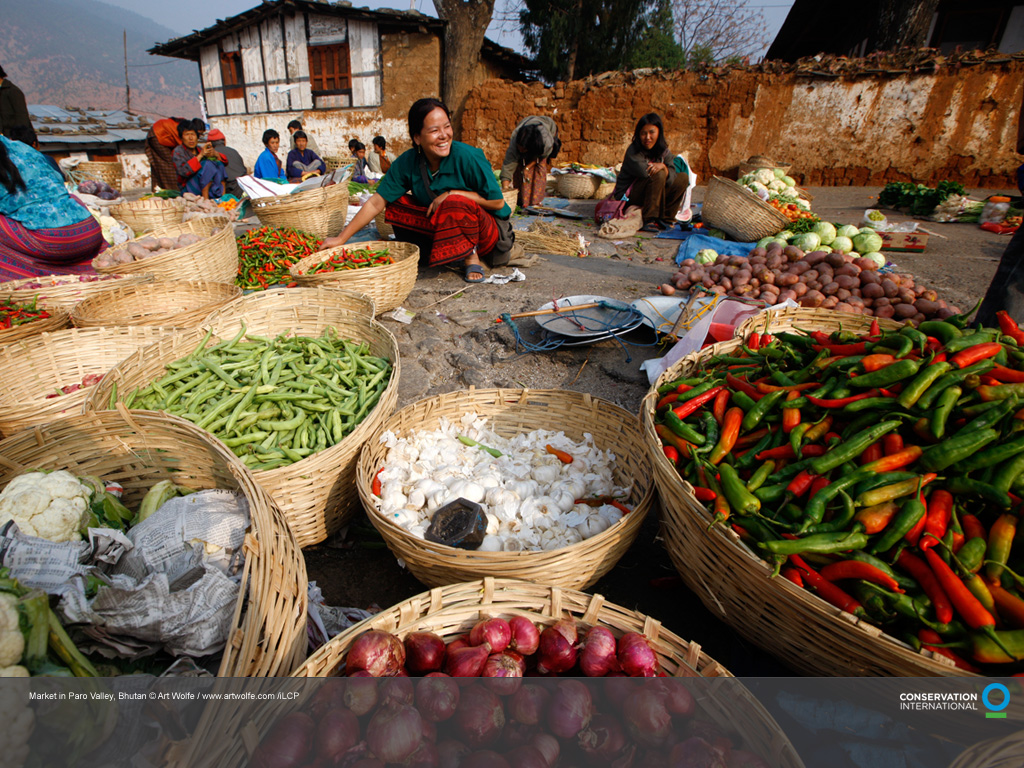 Market in Paro Valley, Bhutan © Art Wolfe / www.artwolfe.com /iLCP
CONSERVATION
INTERNATIONAL